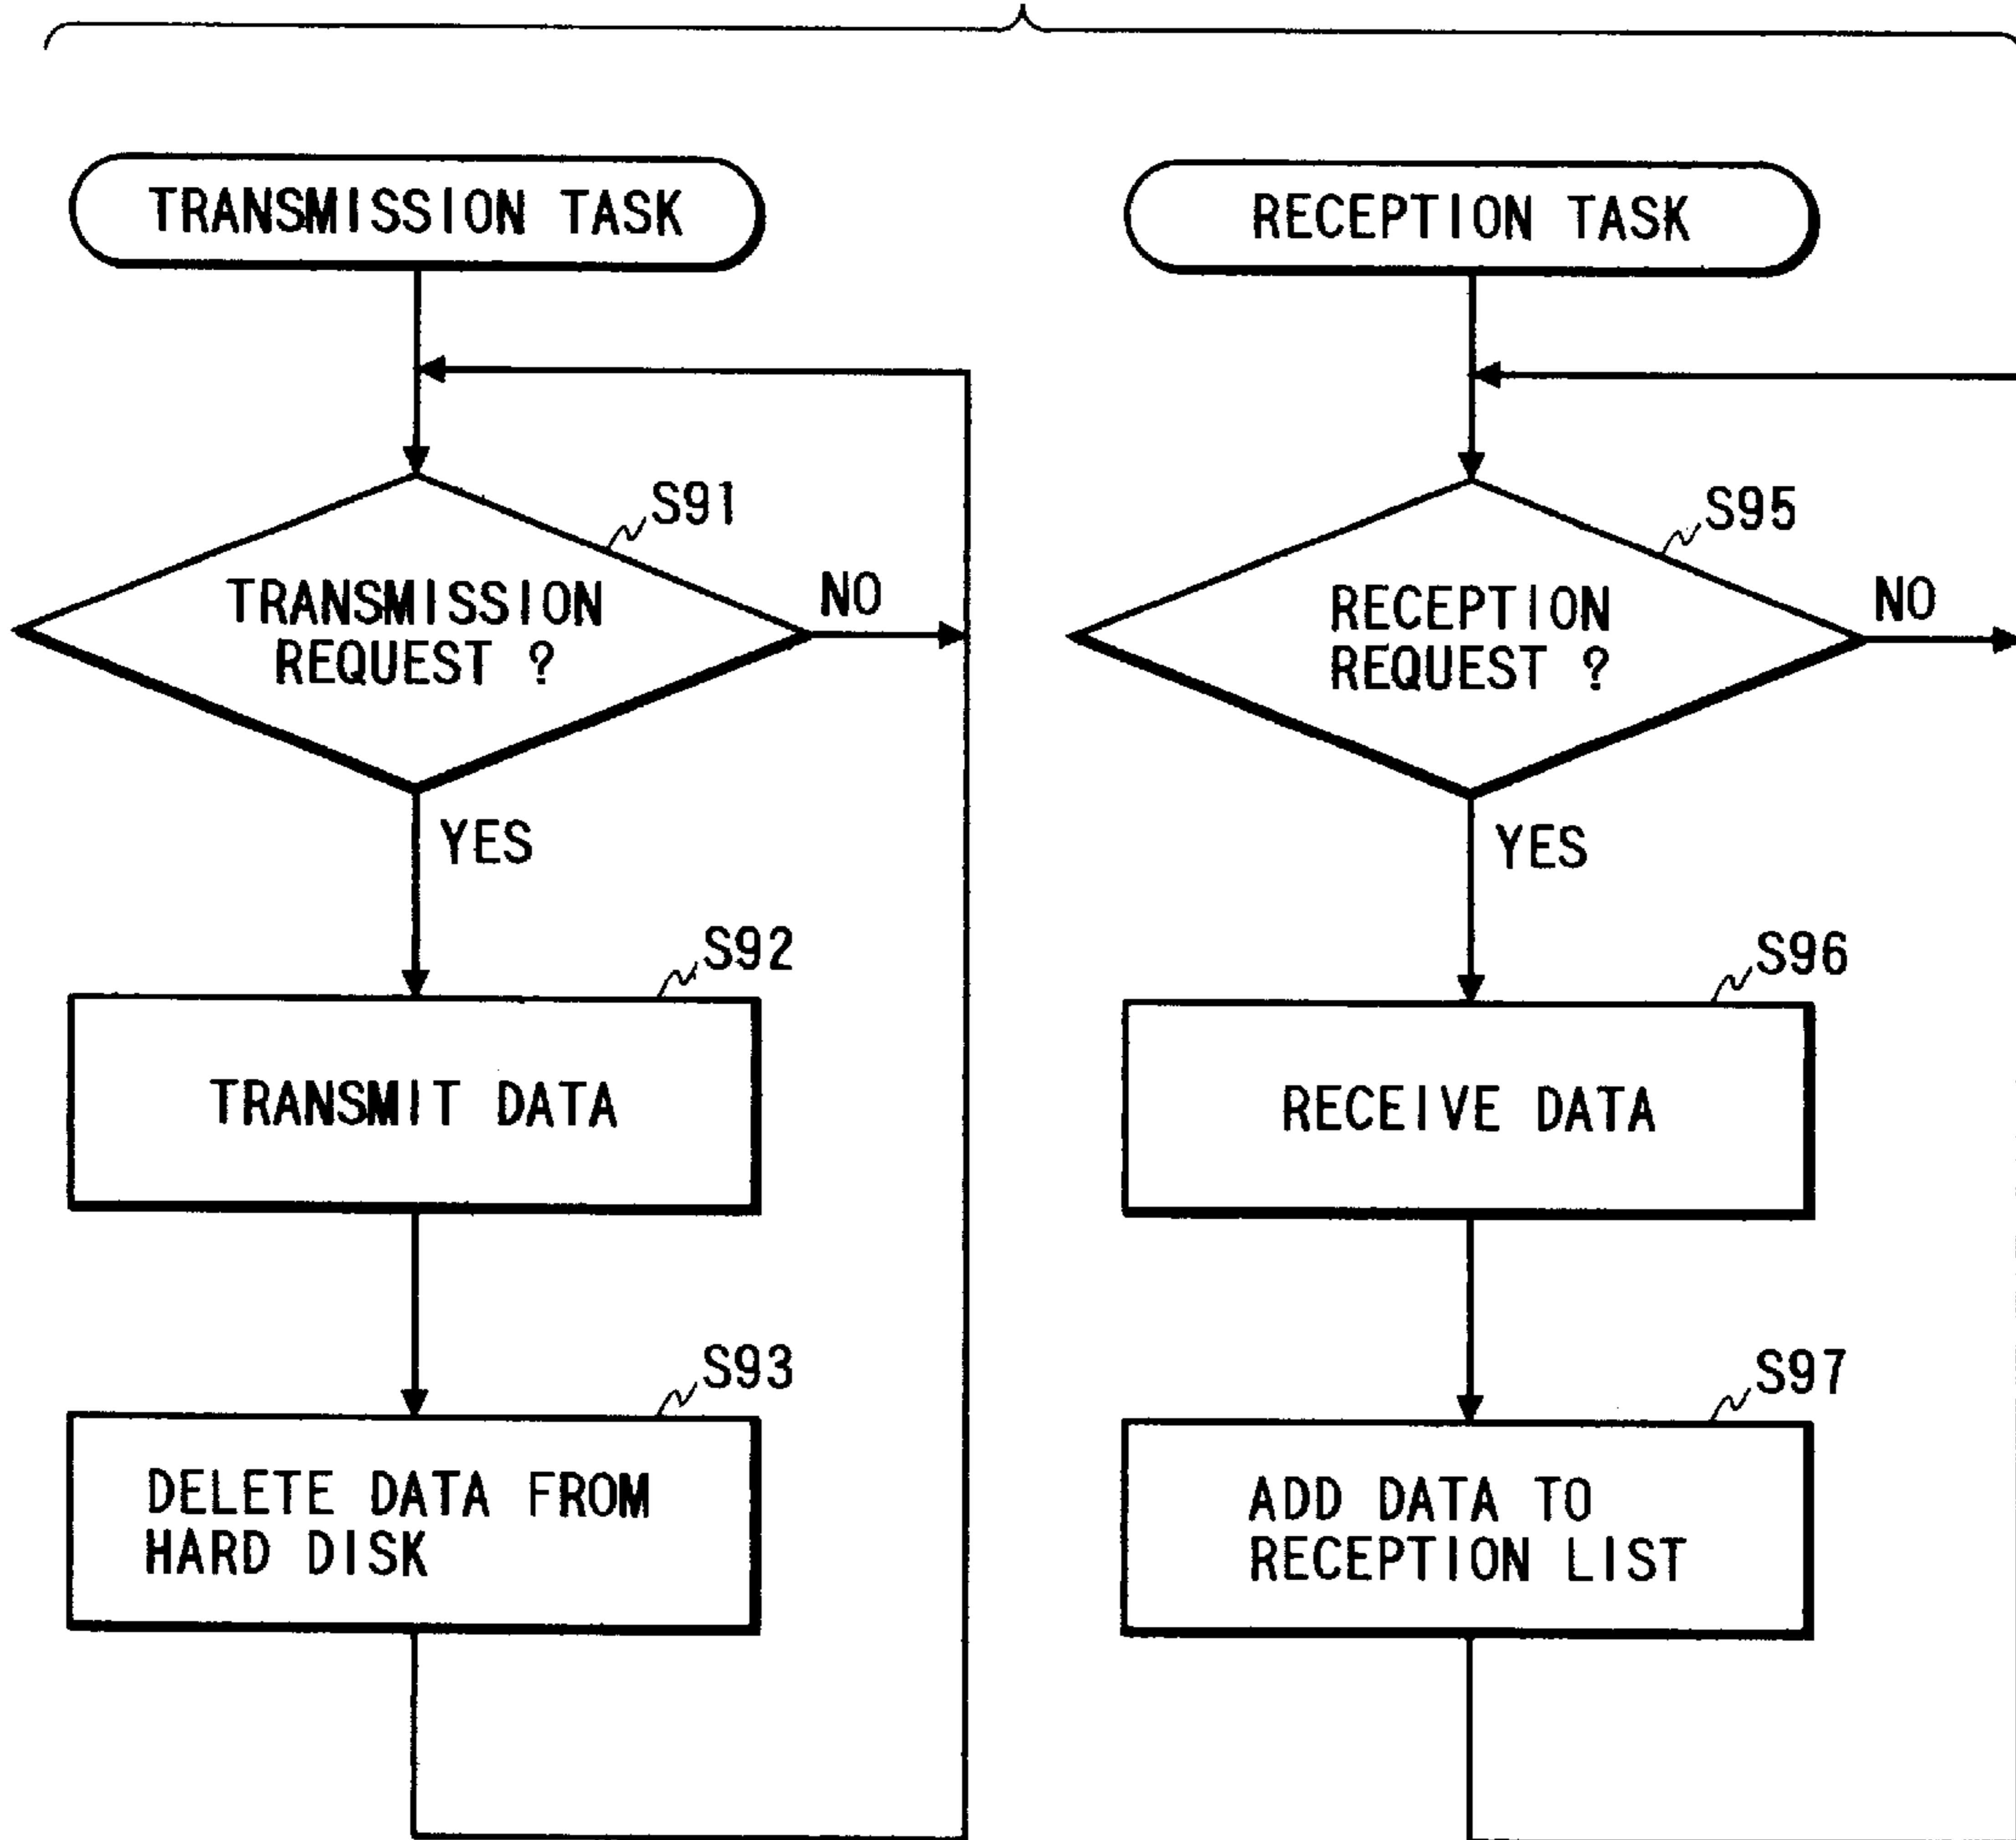 TRANSMISSION TASK
S91
TRANSMISSION
REQUEST ?
NO
YES
S92
TRANSMIT DATA
S93
DELETE DATA FROM
HARD DISK
RECEPTION TASK
S95
RECEPTION
REQUEST ?
NO
YES
S96
RECEIVE DATA
S97
ADD DATA TO
RECEPTION LIST